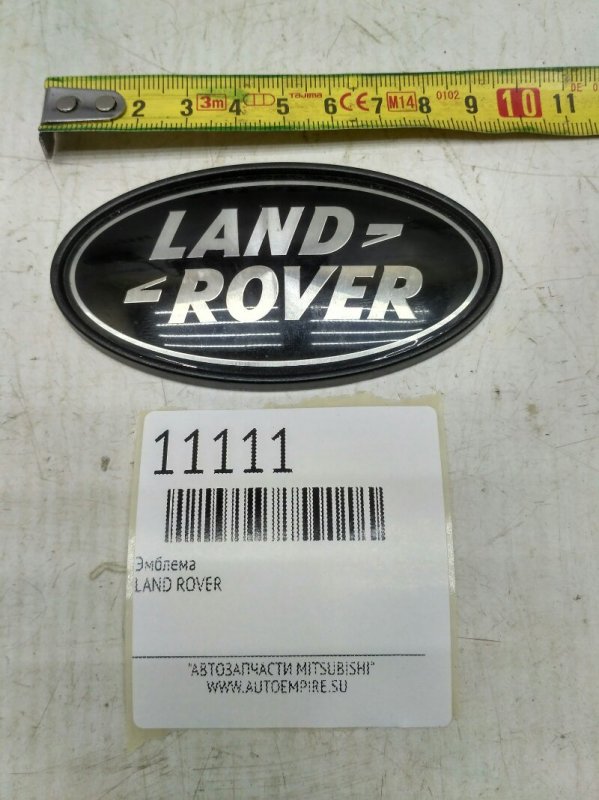 2 3 3m 4 5 Tajima 6 CE 7 M14 8 0102 9 10 11
LAND
ROVER
11111
Эмблема
LAND ROVER
"АВТОЗАПЧАСТИ MITSUBISHI"
WWW.AUTOEMPIRE.SU